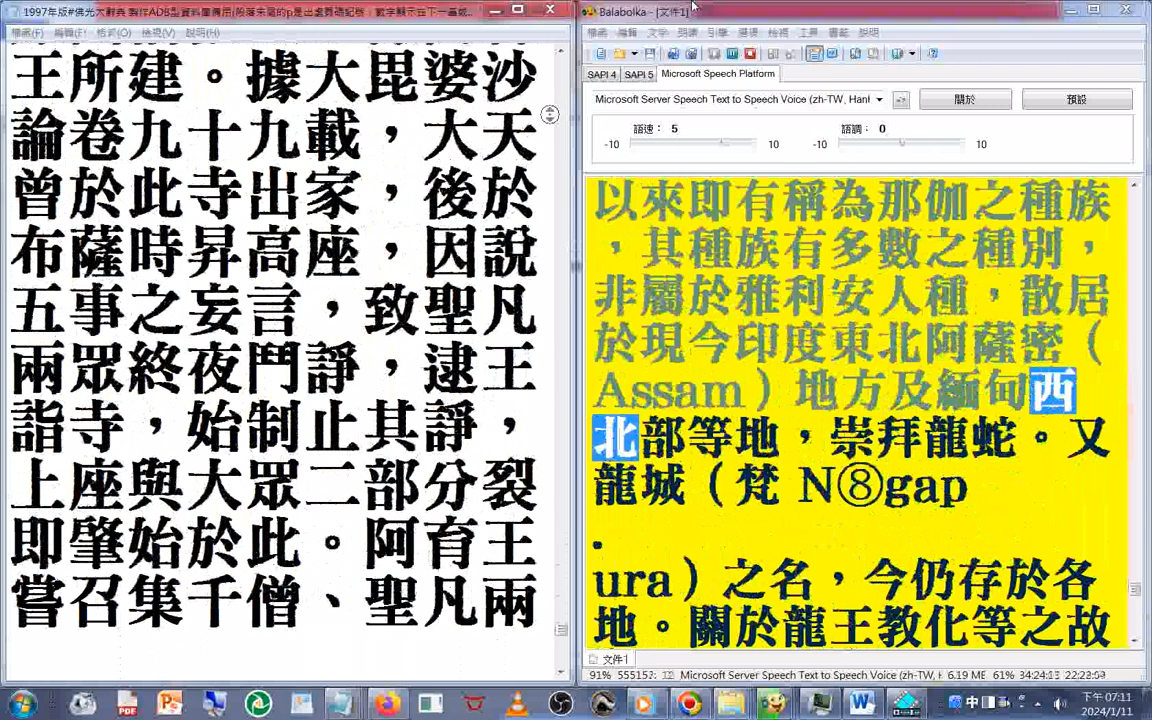 1997年版#佛光大辭典
王所建。據大毘婆沙
論卷九十九載，大天
曾於此寺出家，後於
布薩時昇高座，因說
五事之妄言，致聖凡
兩眾終夜鬥諍，逮王
詣寺，始制止其諍，
上座與大眾二部分裂
即肇始於此。阿育王
嘗召集千僧、聖凡兩
Balabolka - [文件1]
SAPI 4 SAPI 5 Microsoft Speech Platform
Microsoft Server Speech Text to Speech Voice (zh-TW, Han
關於
預設
語速： 5
語調： 0
-10 10
-10 10
以來即有稱為那伽之種族
，其種族有多數之種別，
非屬於雅利安人種，散居
於現今印度東北阿薩密（
Assam）地方及緬甸西
北部等地，崇拜龍蛇。又
龍城（梵 N⑧gap
.
ura）之名，今仍存於各
地。關於龍王教化等之故
文件1
91%
Microsoft Server Speech Text to Speech Voice (zh-TW, H
6.19 ME
61%
下午 07:11
2024/1/11